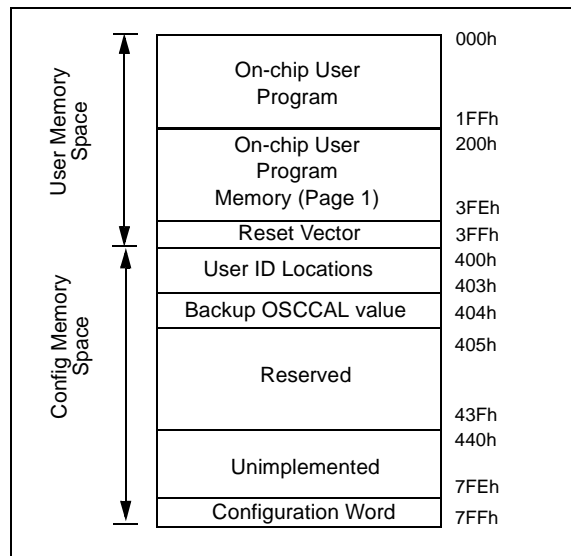 000h
On-chip User
Program
1FFh
200h
On-chip User
Program
Memory (Page 1)
3FEh
Reset Vector
3FFh
User Memory
Space
400h
User ID Locations
403h
Backup OSCCAL value
404h
405h
Reserved
43Fh
440h
Unimplemented
7FEh
Configuration Word
7FFh
Config Memory
Space